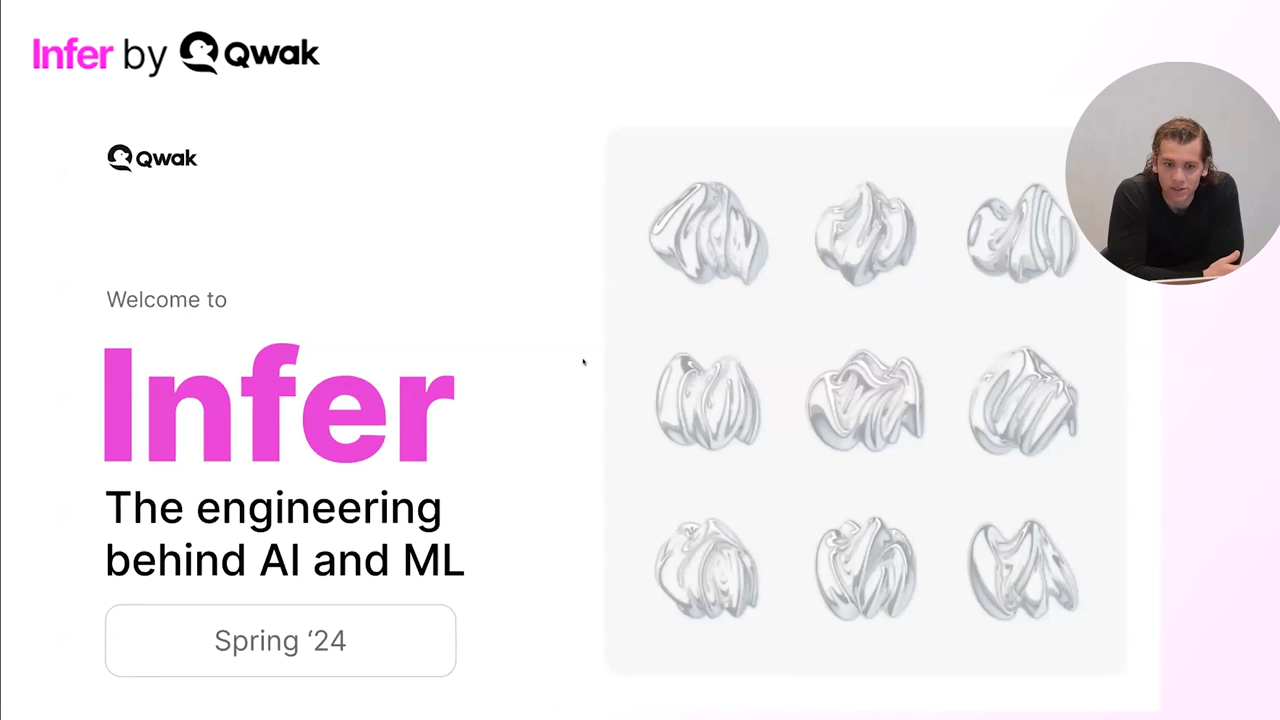 Infer by Qwak
Qwak
Welcome to
Infer
The engineering
behind AI and ML
Spring ‘24